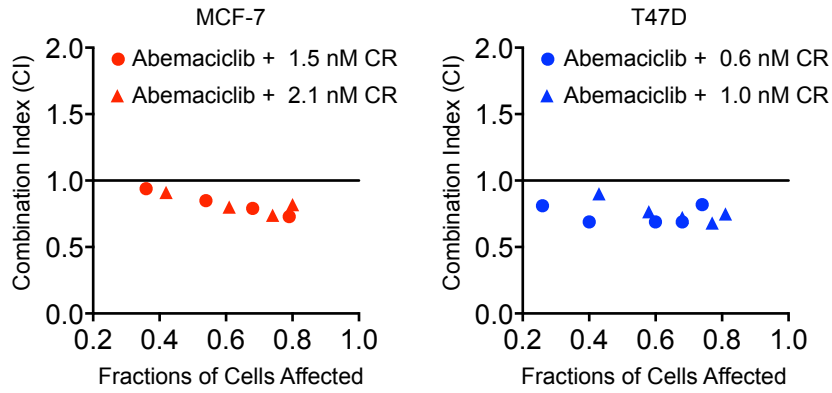 MCF-7
Combination Index (CI)
2.0
1.5
1.0
0.5
0.0
Abemaciclib + 1.5 nM CR
Abemaciclib + 2.1 nM CR
0.2 0.4 0.6 0.8 1.0
Fractions of Cells Affected
T47D
Combination Index (CI)
2.0
1.5
1.0
0.5
0.0
Abemaciclib + 0.6 nM CR
Abemaciclib + 1.0 nM CR
0.2 0.4 0.6 0.8 1.0
Fractions of Cells Affected